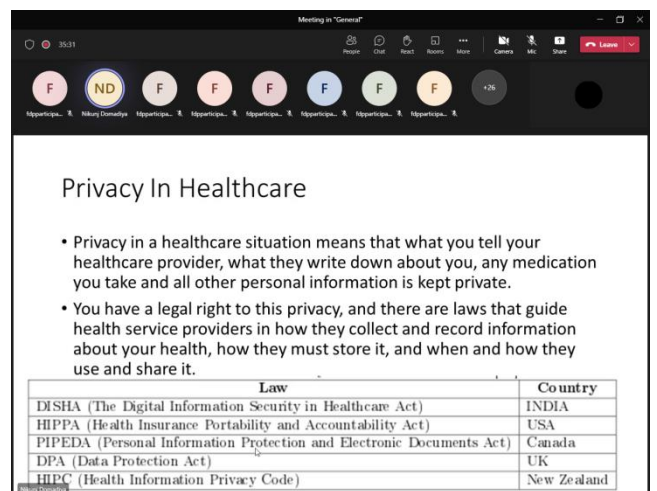 Meeting in "General"
35:31
People Chat React Rooms More Camera Mic Share Leave
F ND F F F F F F +26
fdpparticipa... Nikunj Domadiya fdpparticipa... fdpparticipa... fdpparticipa... fdpparticipa... fdpparticipa... fdpparticipa...
Privacy In Healthcare
• Privacy in a healthcare situation means that what you tell your
healthcare provider, what they write down about you, any medication
you take and all other personal information is kept private.
• You have a legal right to this privacy, and there are laws that guide
health service providers in how they collect and record information
about your health, how they must store it, and when and how they
use and share it.
Law Country
DISHA (The Digital Information Security in Healthcare Act) INDIA
HIPPA (Health Insurance Portability and Accountability Act) USA
PIPEDA (Personal Information Protection and Electronic Documents Act) Canada
DPA (Data Protection Act) UK
HIPC (Health Information Privacy Code) New Zealand
Nikunj Domadiya